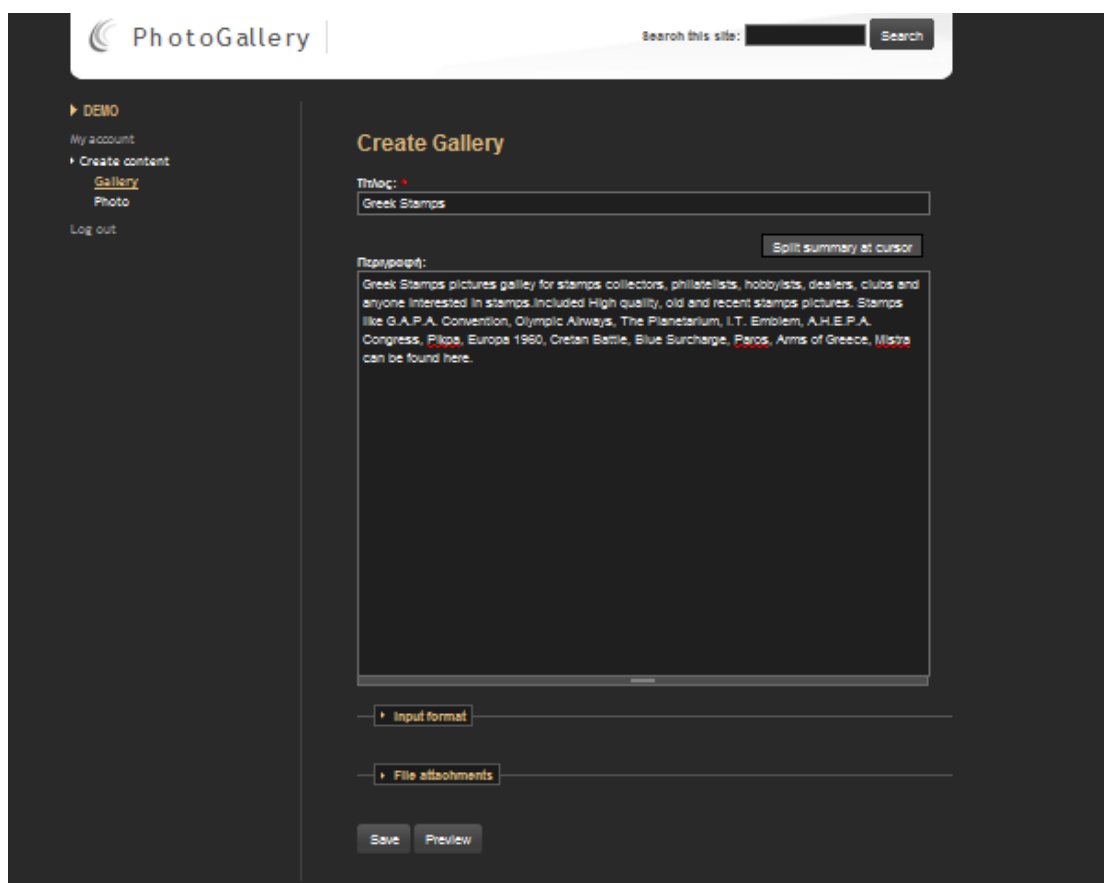 PhotoGallery
Search this site:
Search
DEMO
My account
Create content
Gallery
Photo
Log out
Create Gallery
Τίτλος: *
Greek Stamps
Split summary at cursor
Περιγραφή:
Greek Stamps pictures galley for stamps collectors, philatelists, hobbyists, dealers, clubs and
anyone interested in stamps.Included High quality, old and recent stamps pictures. Stamps
like G.A.P.A. Convention, Olympic Airways, The Planetarium, I.T. Emblem, A.H.E.P.A.
Congress, Pikpa, Europa 1960, Cretan Battle, Blue Surcharge, Paros, Arms of Greece, Mistra
can be found here.
Input format
File attachments
Save
Preview